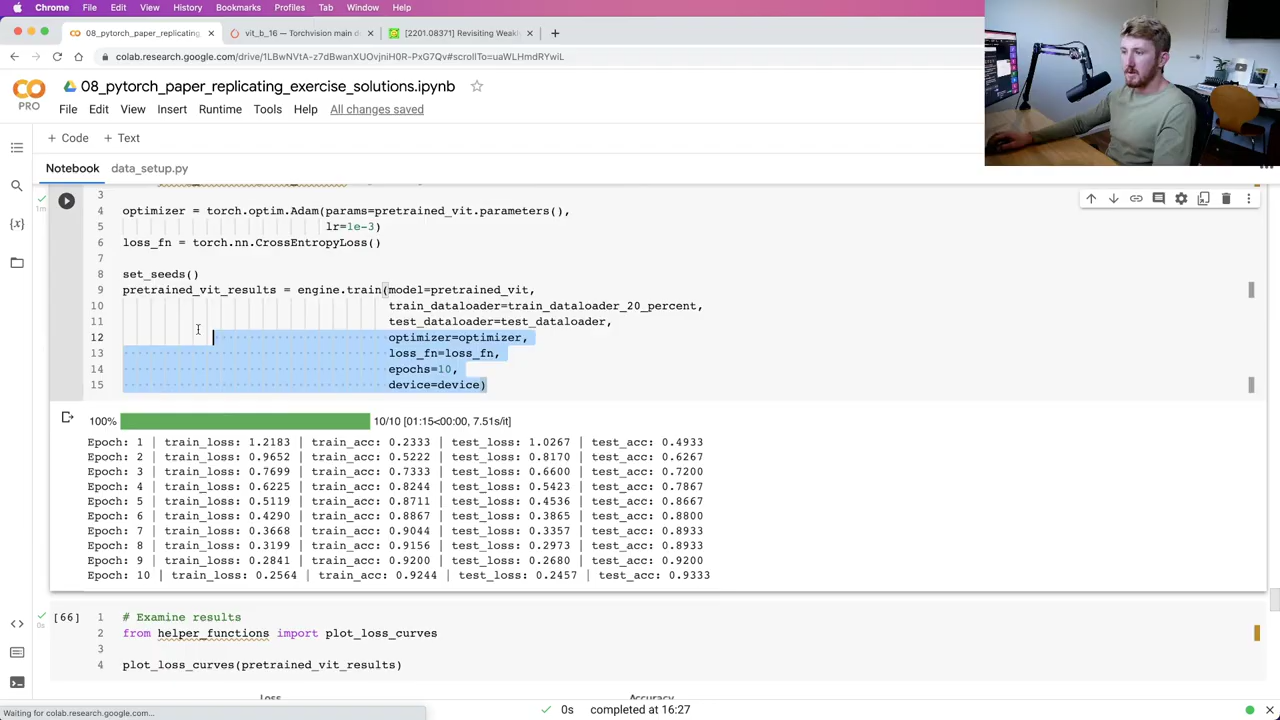 Chrome File Edit View History Bookmarks Profiles Tab Window Help
08_pytorch_paper_replicating_ × vit_b_16 — Torchvision main d × [2201.08371] Revisiting Weakl × +
colab.research.google.com/drive/
08_pytorch_paper_replicating_exercise_solutions.ipynb
PRO File Edit View Insert Runtime Tools Help All changes saved
+ Code + Text
Notebook data_setup.py
3
4 optimizer = torch.optim.Adam(params=pretrained_vit.parameters(),
5 lr=1e-3)
6 loss_fn = torch.nn.CrossEntropyLoss()
7
8 set_seeds()
9 pretrained_vit_results = engine.train(model=pretrained_vit,
10 train_dataloader=train_dataloader_20_percent,
11 test_dataloader=test_dataloader,
12 optimizer=optimizer,
13 loss_fn=loss_fn,
14 epochs=10,
15 device=device)
100% 10/10 [01:15<00:00, 7.51s/it]
Epoch: 1 | train_loss: 1.2183 | train_acc: 0.2333 | test_loss: 1.0267 | test_acc: 0.4933
Epoch: 2 | train_loss: 0.9652 | train_acc: 0.5222 | test_loss: 0.8170 | test_acc: 0.6267
Epoch: 3 | train_loss: 0.7699 | train_acc: 0.7333 | test_loss: 0.6600 | test_acc: 0.7200
Epoch: 4 | train_loss: 0.6225 | train_acc: 0.8244 | test_loss: 0.5423 | test_acc: 0.7867
Epoch: 5 | train_loss: 0.5119 | train_acc: 0.8711 | test_loss: 0.4536 | test_acc: 0.8667
Epoch: 6 | train_loss: 0.4290 | train_acc: 0.8867 | test_loss: 0.3865 | test_acc: 0.8800
Epoch: 7 | train_loss: 0.3668 | train_acc: 0.9044 | test_loss: 0.3357 | test_acc: 0.8933
Epoch: 8 | train_loss: 0.3199 | train_acc: 0.9156 | test_loss: 0.2973 | test_acc: 0.8933
Epoch: 9 | train_loss: 0.2841 | train_acc: 0.9200 | test_loss: 0.2680 | test_acc: 0.9200
Epoch: 10 | train_loss: 0.2564 | train_acc: 0.9244 | test_loss: 0.2457 | test_acc: 0.9333
[66] 1 # Examine results
0s 2 from helper_functions import plot_loss_curves
3
4 plot_loss_curves(pretrained_vit_results)
Loss Accuracy
Waiting for colab.research.google.com... 0s completed at 16:27